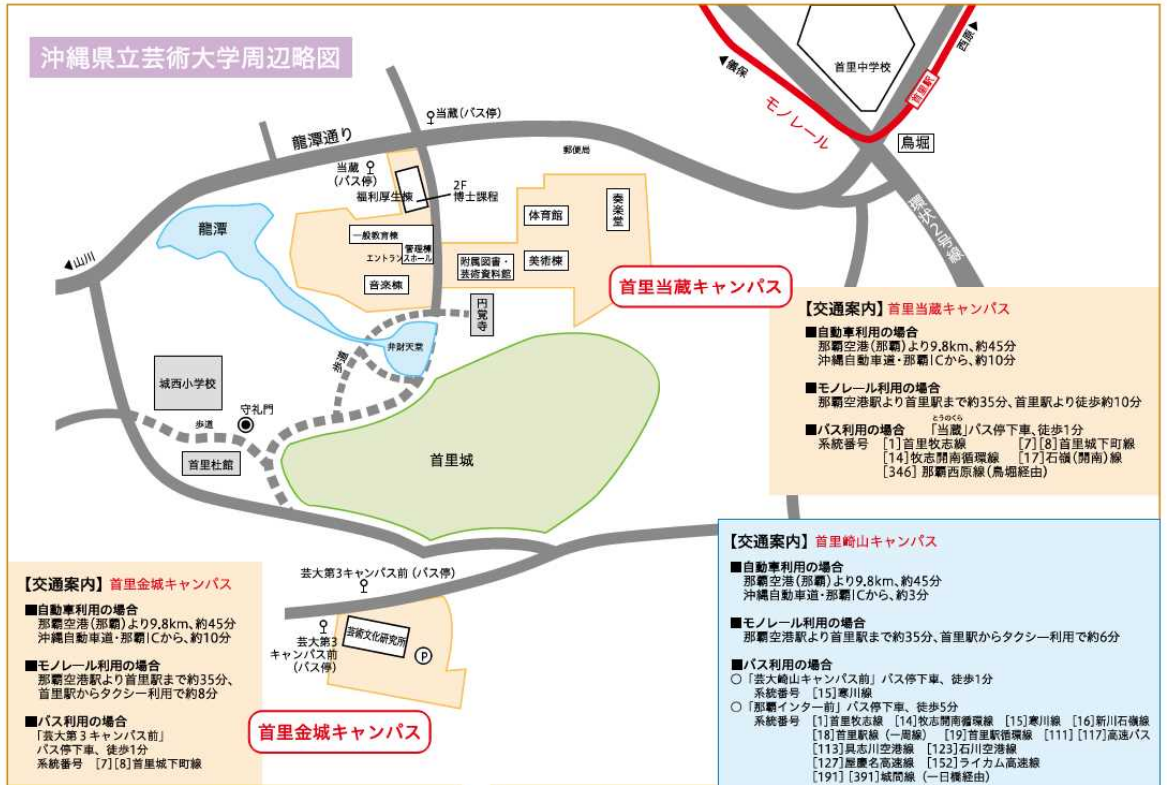 沖縄県立芸術大学周辺略図
首里中学校
西原▶
首里駅
◀儀保
モノレール
鳥堀
環状2号線
当蔵(バス停)
龍潭通り
郵便局
当蔵
(バス停)
福利厚生棟
2F
博士課程
奏楽堂
体育館
龍潭
一般教育棟
管理棟
エントランスホール
附属図書・
芸術資料館
美術棟
◀山川
音楽棟
首里当蔵キャンパス
円覚寺
弁財天堂
歩道
城西小学校
守礼門
歩道
首里杜館
首里城
【交通案内】首里当蔵キャンパス
■自動車利用の場合
那覇空港(那覇)より9.8km、約45分
沖縄自動車道・那覇ICから、約10分
■モノレール利用の場合
那覇空港駅より首里駅まで約35分、首里駅より徒歩約10分
とうのくら
■バス利用の場合 「当蔵」バス停下車、徒歩1分
系統番号 [1]首里牧志線 [7][8]首里城下町線
[14]牧志開南循環線 [17]石嶺(開南)線
[346] 那覇西原線(鳥堀経由)
芸大第3キャンパス前(バス停)
芸大第3
キャンパス前
(バス停)
芸術文化研究所
P
首里金城キャンパス
【交通案内】首里金城キャンパス
■自動車利用の場合
那覇空港(那覇)より9.8km、約45分
沖縄自動車道・那覇ICから、約10分
■モノレール利用の場合
那覇空港駅より首里駅まで約35分、
首里駅からタクシー利用で約8分
■バス利用の場合
「芸大第3キャンパス前」
バス停下車、徒歩1分
系統番号 [7][8]首里城下町線
【交通案内】首里崎山キャンパス
■自動車利用の場合
那覇空港(那覇)より9.8km、約45分
沖縄自動車道・那覇ICから、約3分
■モノレール利用の場合
那覇空港駅より首里駅まで約35分、首里駅からタクシー利用で約6分
■バス利用の場合
○「芸大崎山キャンパス前」バス停下車、徒歩1分
系統番号 [15]寒川線
○「那覇インター前」バス停下車、徒歩5分
系統番号 [1]首里牧志線 [14]牧志開南循環線 [15]寒川線 [16]新川石嶺線
[18]首里駅線(一周線) [19]首里駅循環線 [111] [117]高速バス
[113]具志川空港線 [123]石川空港線
[127]屋慶名高速線 [152]ライカム高速線
[191] [391]城間線(一日橋経由)